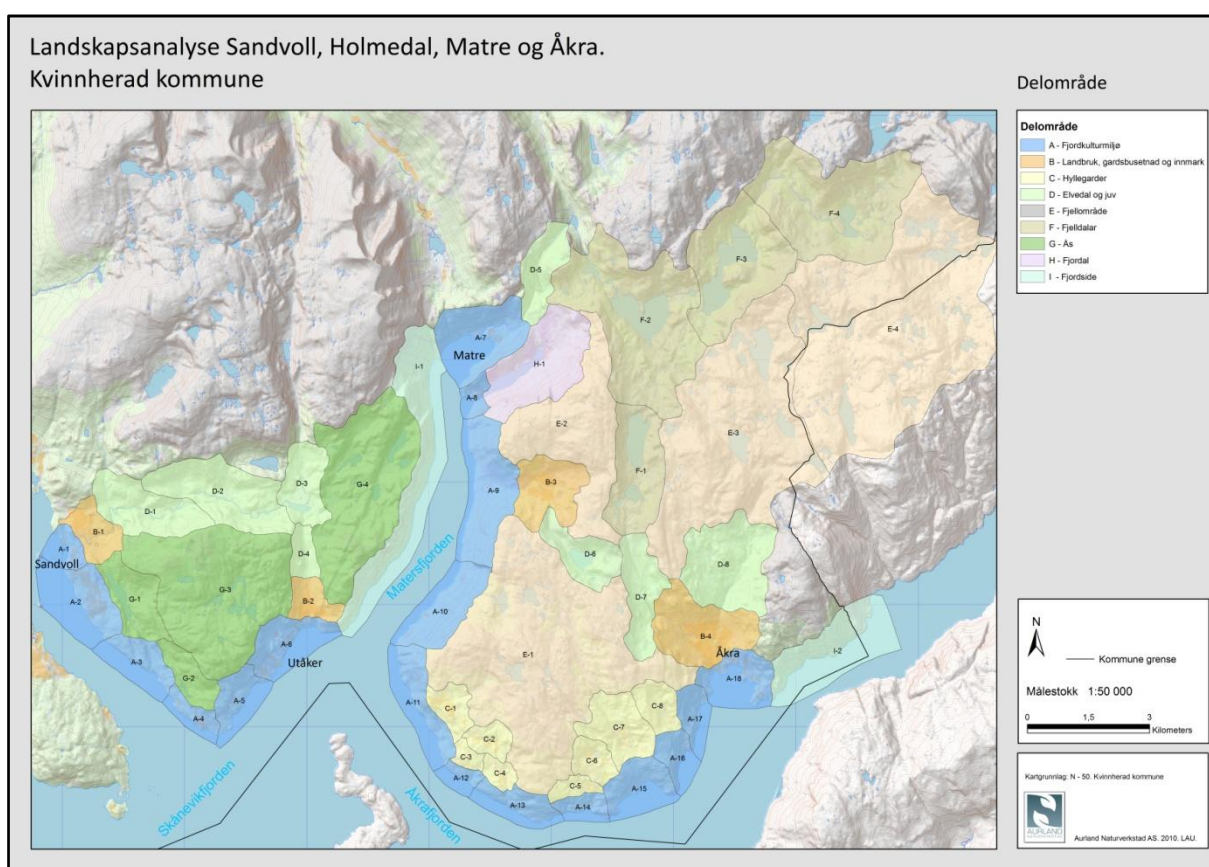 Landskapsanalyse Sandvoll, Holmedal, Matre og Åkra.
Kvinnherad kommune
Delområde
Delområde
A - Fjordkulturmiljø
B - Landbruk, gardsbusetnad og innmark
C - Hyllegarder
D - Elvedal og juv
E - Fjellområde
F - Fjelldalar
G - Ås
H - Fjordal
I - Fjordside
F-4
D-5
F-3
F-2
E-4
A-7
Matre
I-1
H-1
A-8
E-2
E-3
F-1
G-4
D-3
D-2
A-9
B-3
D-1
B-1
A-1
Sandvoll
D-4
D-6
D-8
D-7
A-2
G-1
G-3
B-2
Matersfjorden
A-10
B-4
A-6
Utåker
Åkra
I-2
E-1
A-3
G-2
A-18
A-5
A-4
A-11
C-1
C-8
A-17
C-7
C-2
C-3
C-6
A-16
C-4
A-12
C-5
A-15
A-13
A-14
Skånevikfjorden
Åkrafjorden
N
Kommune grense
Målestokk 1:50 000
0 1,5 3
Kilometers
Kartgrunnlag: N - 50. Kvinnherad kommune
AURLAND
NATURVERKSTAD
Aurland Naturverkstad AS. 2010. LAU.